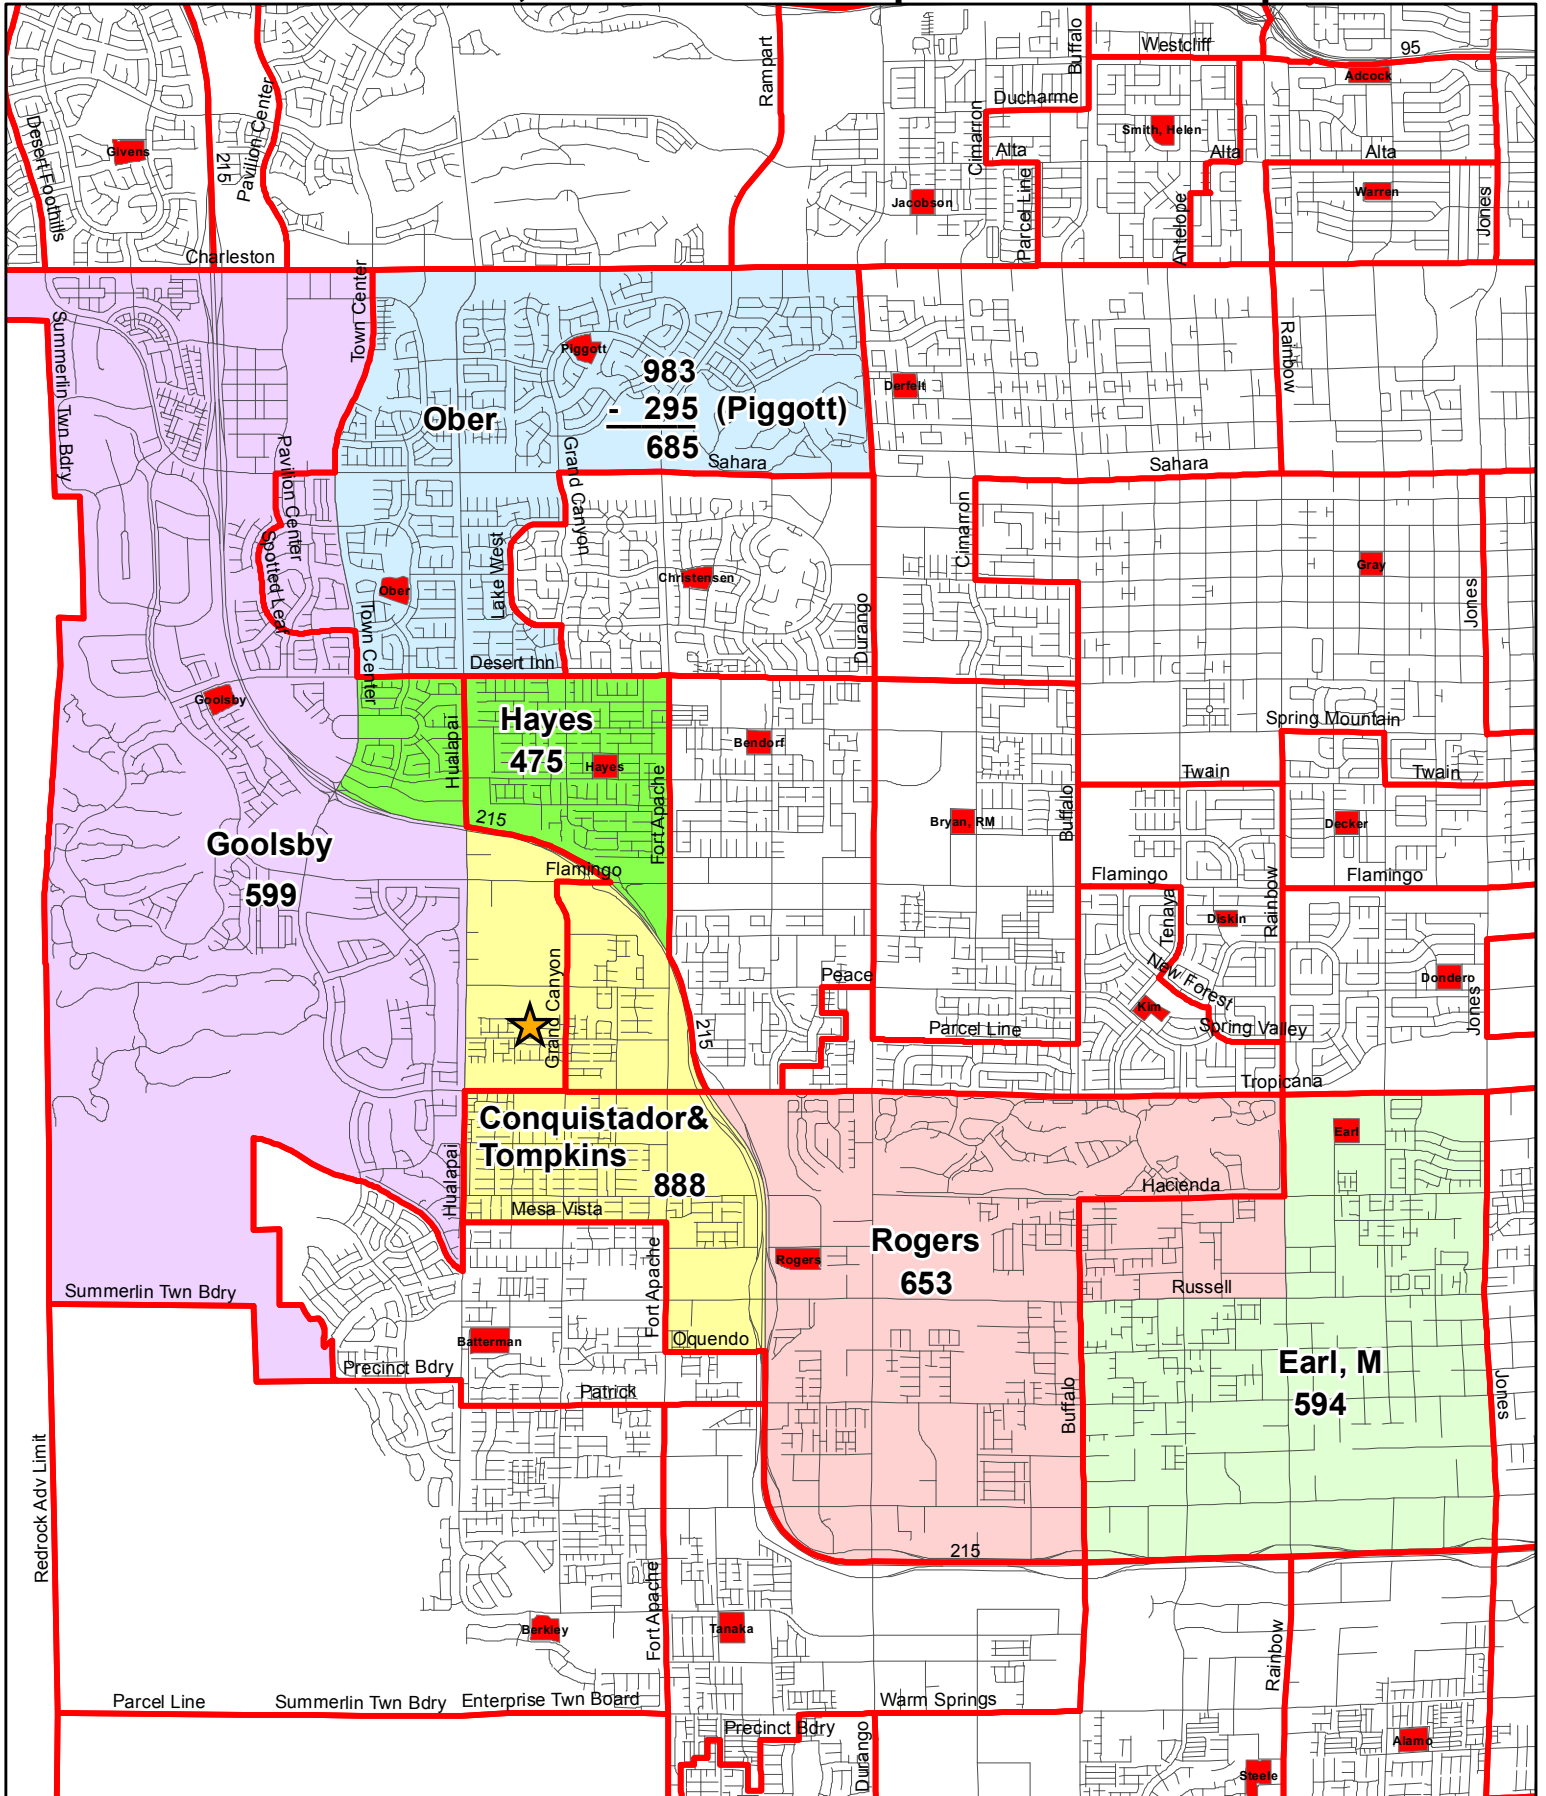 Westcliff
95
Buffalo
Rampart
Adcock
Pavilion Center
Ducharme
Cimarron
Smith, Helen
Desert Foothills
Givens
215
Alta
Alta
Alta
Jacobson
Parcel Line
Antelope
Warren
Jones
Charleston
Town Center
Summerlin Twn Bdry
Piggott
Rainbow
983
Derfelt
Ober
- 295 (Piggott)
685
Sahara
Sahara
Pavilion Center
Grand Canyon
Cimarron
Spotted Leaf
Lake West
Ober
Christensen
Gray
Town Center
Durango
Jones
Desert Inn
Goolsby
Hayes
475
Hayes
Hualapai
Bendorf
Spring Mountain
Twain
Twain
Fort Apache
Buffalo
215
Bryan, RM
Decker
Goolsby
599
Flamingo
Flamingo
Flamingo
Tenaya
Diskin
Rainbow
Grand Canyon
Peace
New Forest
Dondero
Kim
Jones
215
Parcel Line
Spring Valley
Tropicana
Conquistador&
Tompkins
888
Earl
Hualapai
Hacienda
Mesa Vista
Rogers
653
Rogers
Fort Apache
Summerlin Twn Bdry
Russell
Batterman
Oquendo
Precinct Bdry
Earl, M
594
Patrick
Buffalo
Jones
Redrock Adv Limit
215
Fort Apache
Berkley
Tanaka
Rainbow
Parcel Line
Summerlin Twn Bdry
Enterprise Twn Board
Warm Springs
Precinct Bdry
Durango
Alamo
Steele